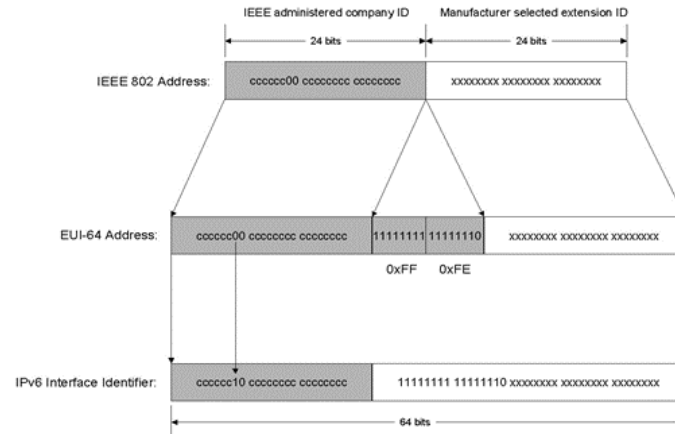 IEEE administered company ID Manufacturer selected extension ID
24 bits 24 bits
IEEE 802 Address: cccccc00 cccccccc cccccccc xxxxxxxx xxxxxxxx xxxxxxxx
EUI-64 Address: cccccc00 cccccccc cccccccc 11111111 11111110 xxxxxxxx xxxxxxxx xxxxxxxx
0xFF 0xFE
IPv6 Interface Identifier: cccccc10 cccccccc cccccccc 11111111 11111110 xxxxxxxx xxxxxxxx xxxxxxxx
64 bits